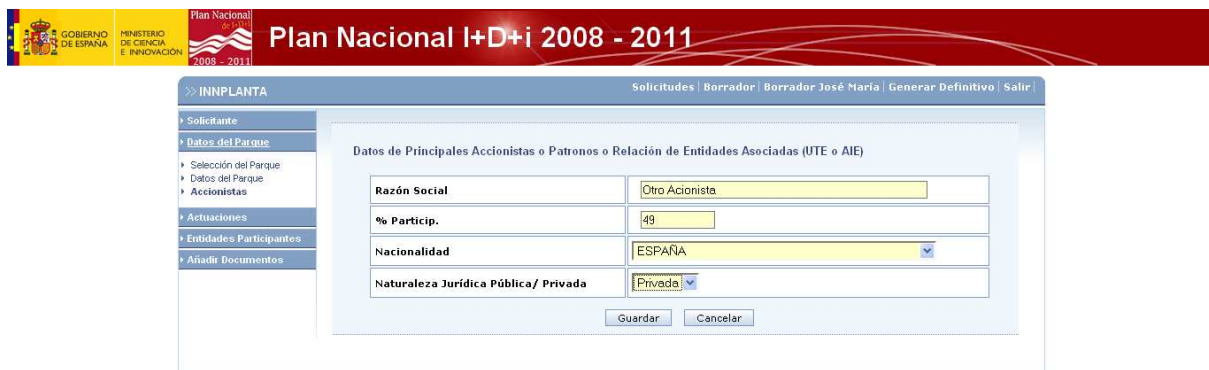 GOBIERNO
DE ESPAÑA
MINISTERIO
DE CIENCIA
E INNOVACIÓN
Plan Nacional
de I+D+i
2008 - 2011
Plan Nacional I+D+i 2008 - 2011
INNPLANTA
Solicitudes | Borrador | Borrador José María | Generar Definitivo | Salir |
Solicitante
Datos del Parque
Selección del Parque
Datos del Parque
Accionistas
Actuaciones
Entidades Participantes
Añadir Documentos
Datos de Principales Accionistas o Patronos o Relación de Entidades Asociadas (UTE o AIE)
Razón Social Otro Acionista
% Particip. 49
Nacionalidad ESPAÑA
Naturaleza Jurídica Pública/ Privada Privada
Guardar Cancelar